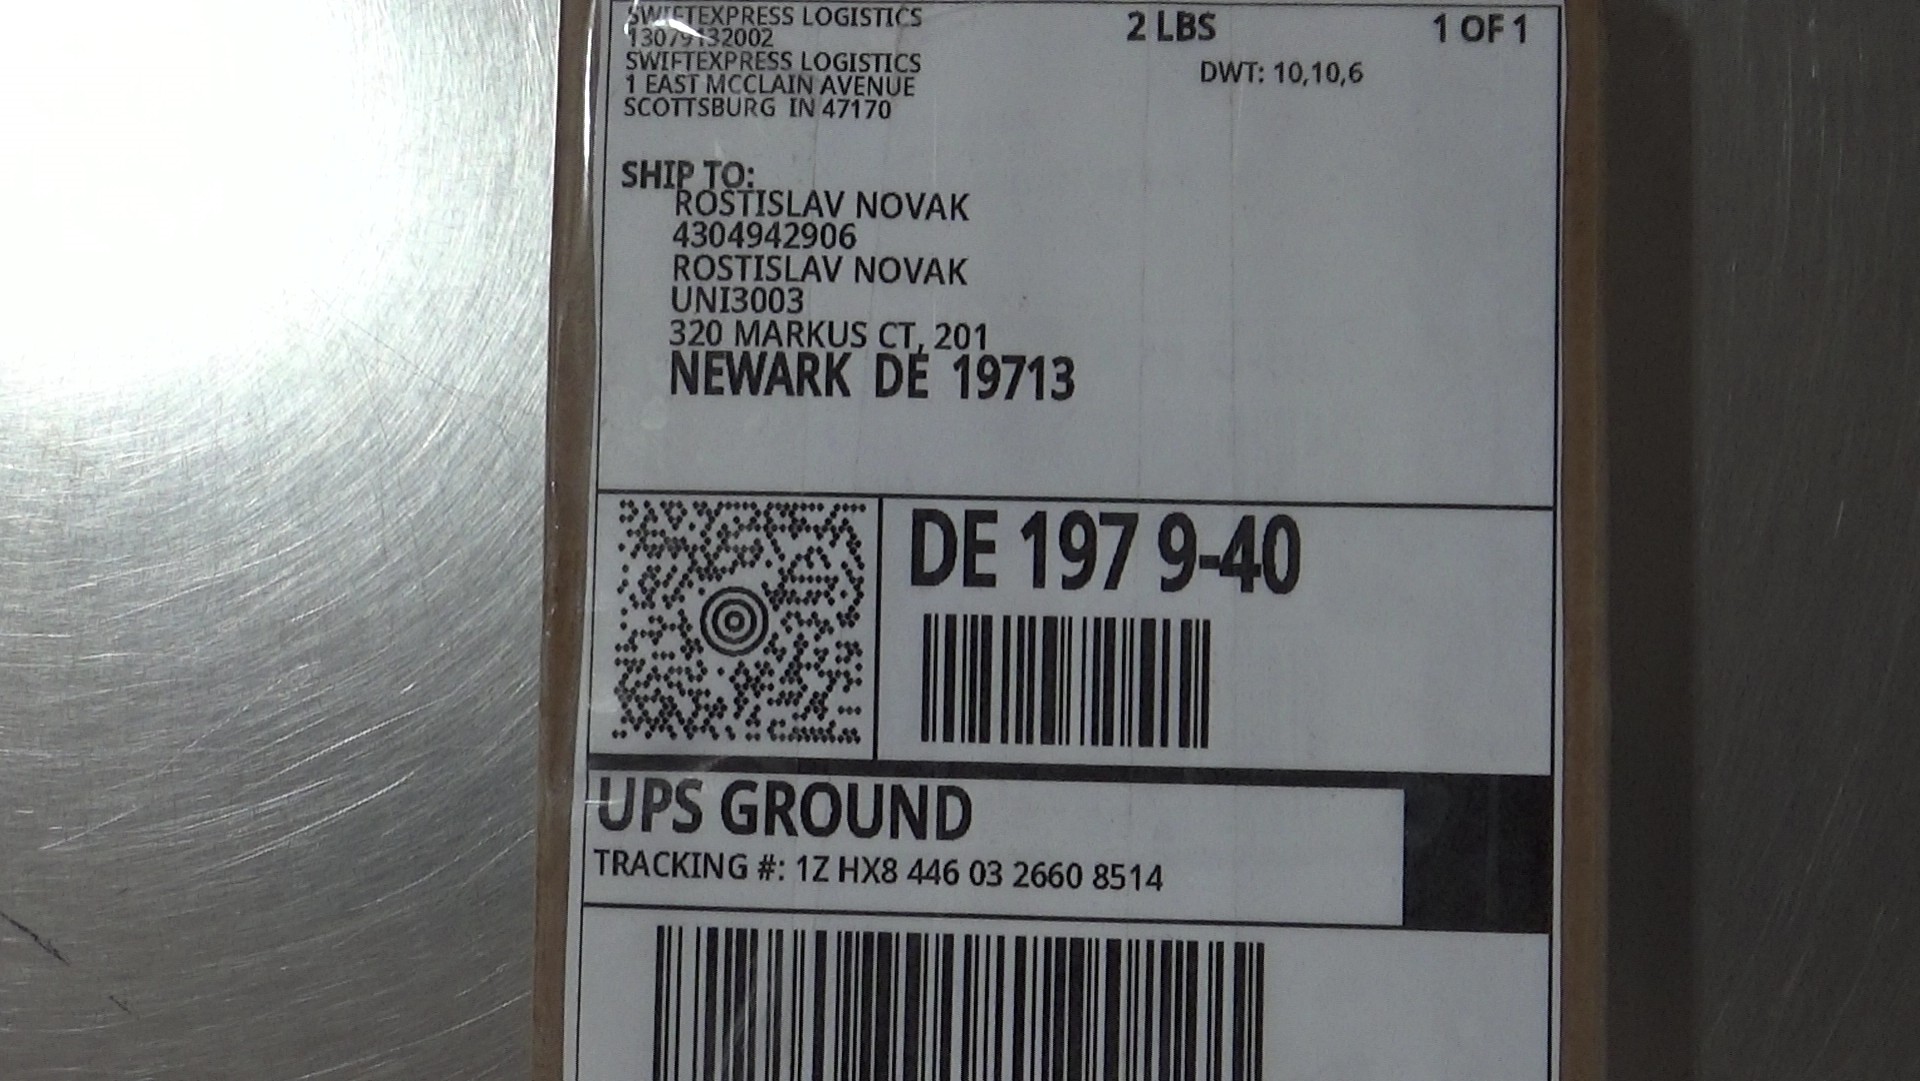 SWIFTEXPRESS LOGISTICS
13079132002
SWIFTEXPRESS LOGISTICS
1 EAST MCCLAIN AVENUE
SCOTTSBURG IN 47170
2 LBS
1 OF 1
DWT: 10,10,6
SHIP TO:
ROSTISLAV NOVAK
4304942906
ROSTISLAV NOVAK
UNI3003
320 MARKUS CT, 201
NEWARK DE 19713
DE 197 9-40
UPS GROUND
TRACKING #: 1Z HX8 446 03 2660 8514